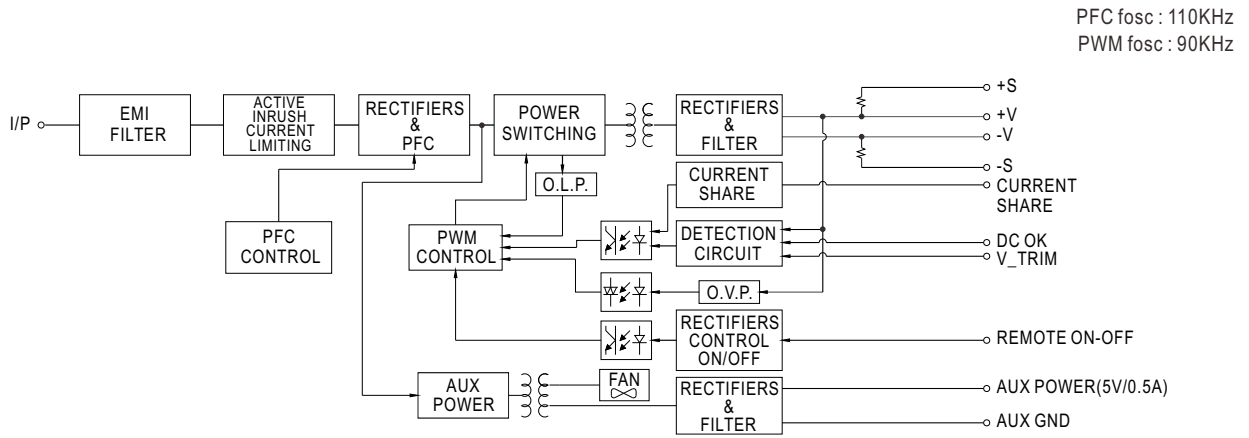 PFC fosc : 110KHz
PWM fosc : 90KHz
I/P
EMI
FILTER
ACTIVE
INRUSH
CURRENT
LIMITING
RECTIFIERS
&
PFC
POWER
SWITCHING
RECTIFIERS
&
FILTER
+S
+V
-V
-S
O.L.P.
CURRENT
SHARE
CURRENT
SHARE
PFC
CONTROL
PWM
CONTROL
DETECTION
CIRCUIT
DC OK
V_TRIM
O.V.P.
RECTIFIERS
CONTROL
ON/OFF
REMOTE ON-OFF
AUX
POWER
FAN
RECTIFIERS
&
FILTER
AUX POWER(5V/0.5A)
AUX GND